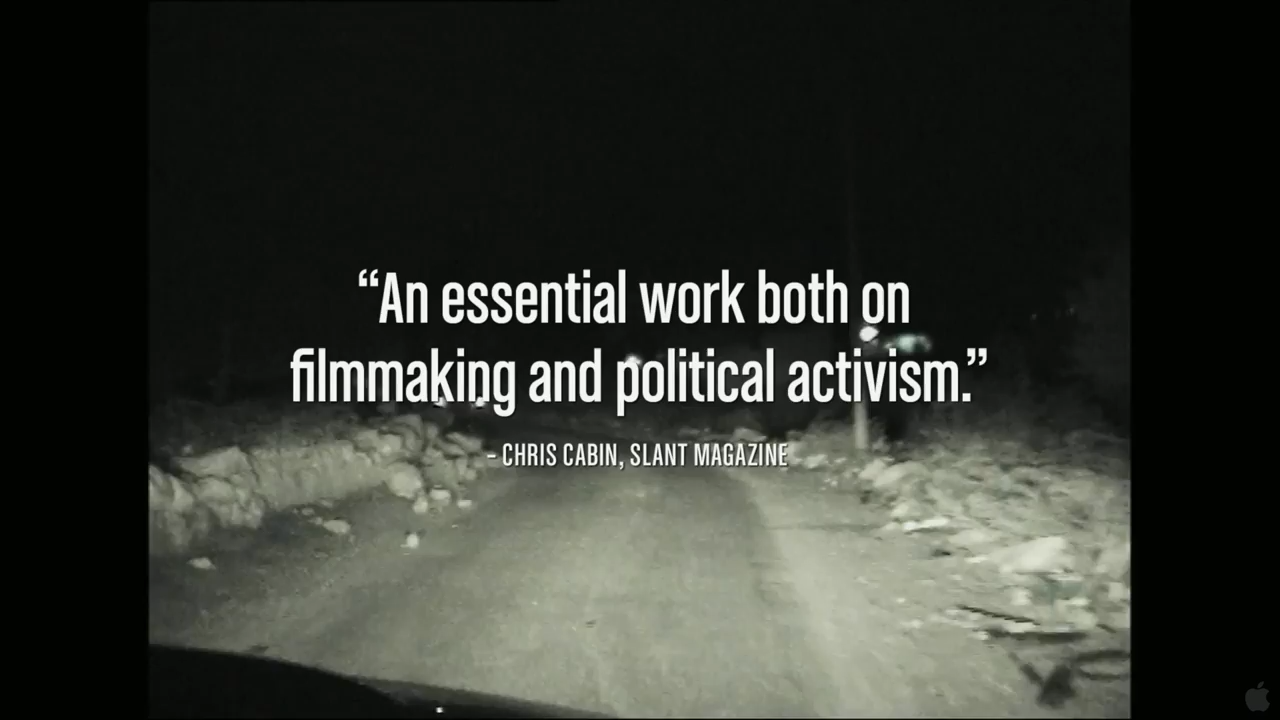 “An essential work both on
filmmaking and political activism.”
– CHRIS CABIN, SLANT MAGAZINE